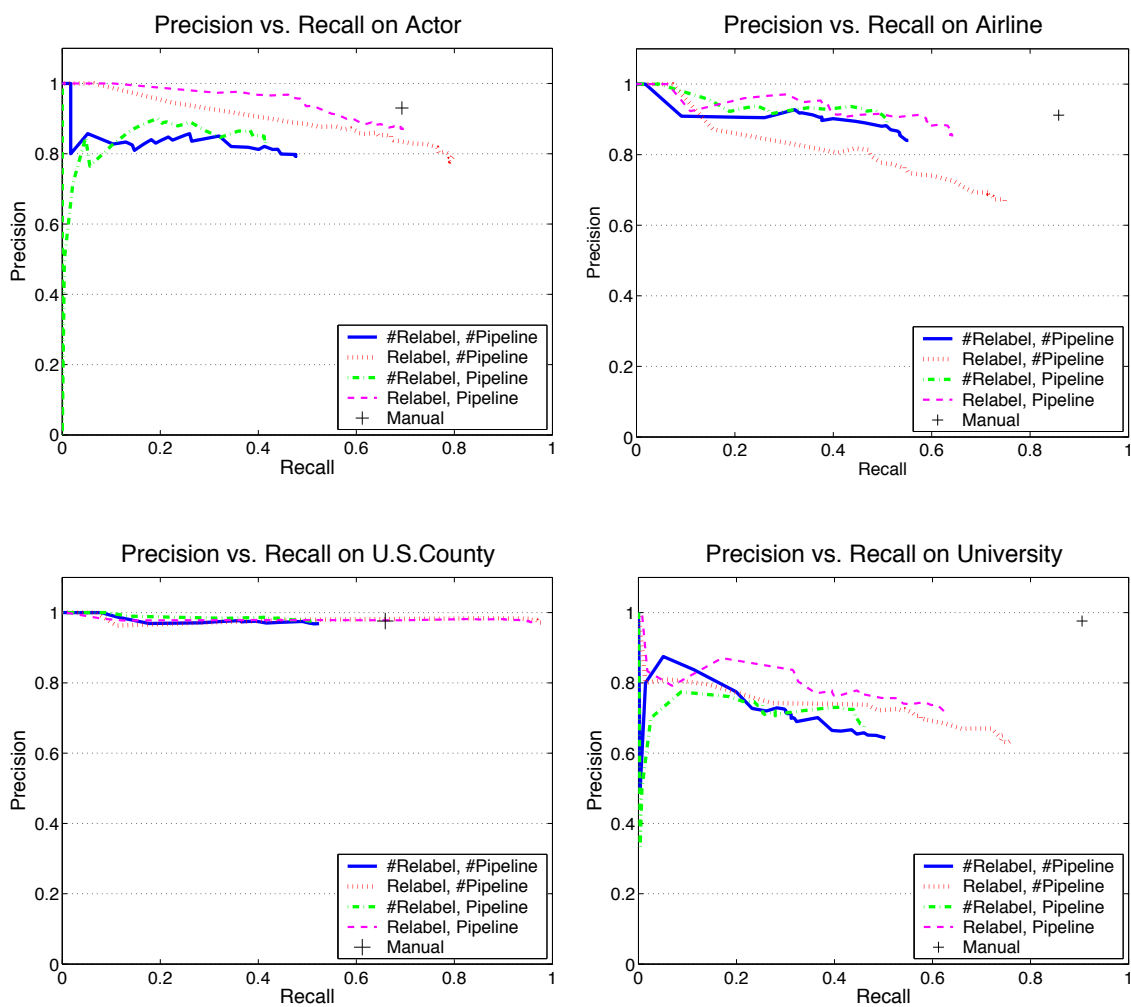 Precision vs. Recall on Actor
1
0.8
0.6
0.4
0.2
0
Precision
0
0.2
0.4
0.6
0.8
1
Recall
#Relabel, #Pipeline
Relabel, #Pipeline
#Relabel, Pipeline
Relabel, Pipeline
Manual
Precision vs. Recall on Airline
1
0.8
0.6
0.4
0.2
0
Precision
0
0.2
0.4
0.6
0.8
1
Recall
#Relabel, #Pipeline
Relabel, #Pipeline
#Relabel, Pipeline
Relabel, Pipeline
Manual
Precision vs. Recall on U.S.County
1
0.8
0.6
0.4
0.2
0
Precision
0
0.2
0.4
0.6
0.8
1
Recall
#Relabel, #Pipeline
Relabel, #Pipeline
#Relabel, Pipeline
Relabel, Pipeline
Manual
Precision vs. Recall on University
1
0.8
0.6
0.4
0.2
0
Precision
0
0.2
0.4
0.6
0.8
1
Recall
#Relabel, #Pipeline
Relabel, #Pipeline
#Relabel, Pipeline
Relabel, Pipeline
Manual